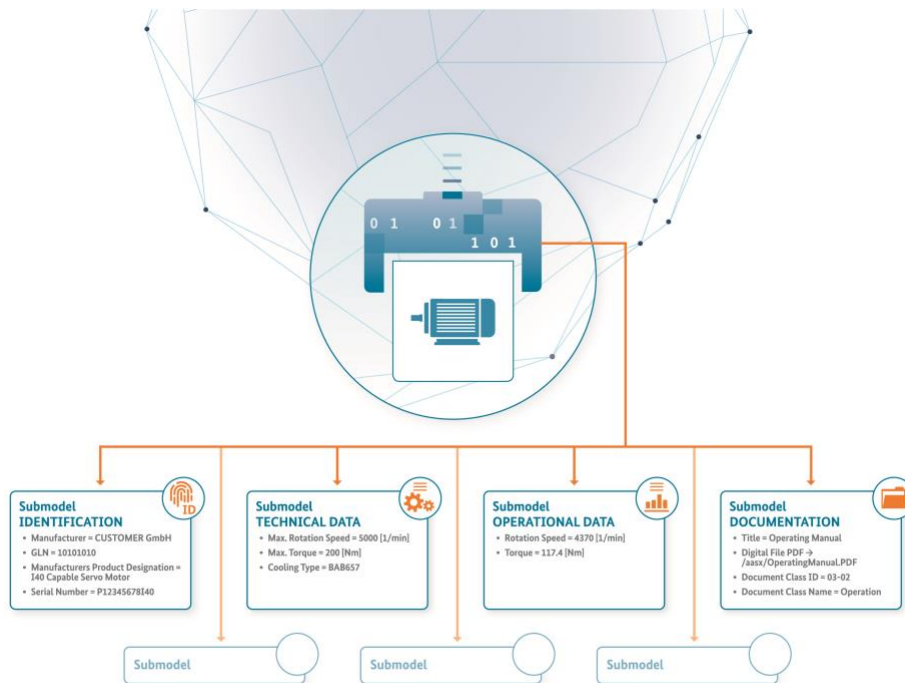 0 1 0 1
1 0 1
ID
Submodel
IDENTIFICATION
• Manufacturer = CUSTOMER GmbH
• GLN = 10101010
• Manufacturers Product Designation =
I40 Capable Servo Motor
• Serial Number = P12345678I40
Submodel
TECHNICAL DATA
• Max. Rotation Speed = 5000 [1/min]
• Max. Torque = 200 [Nm]
• Cooling Type = BAB657
Submodel
OPERATIONAL DATA
• Rotation Speed = 4370 [1/min]
• Torque = 117.4 [Nm]
Submodel
DOCUMENTATION
• Title = Operating Manual
• Digital File PDF →
/aasx/OperatingManual.PDF
• Document Class ID = 03-02
• Document Class Name = Operation
Submodel
Submodel
Submodel